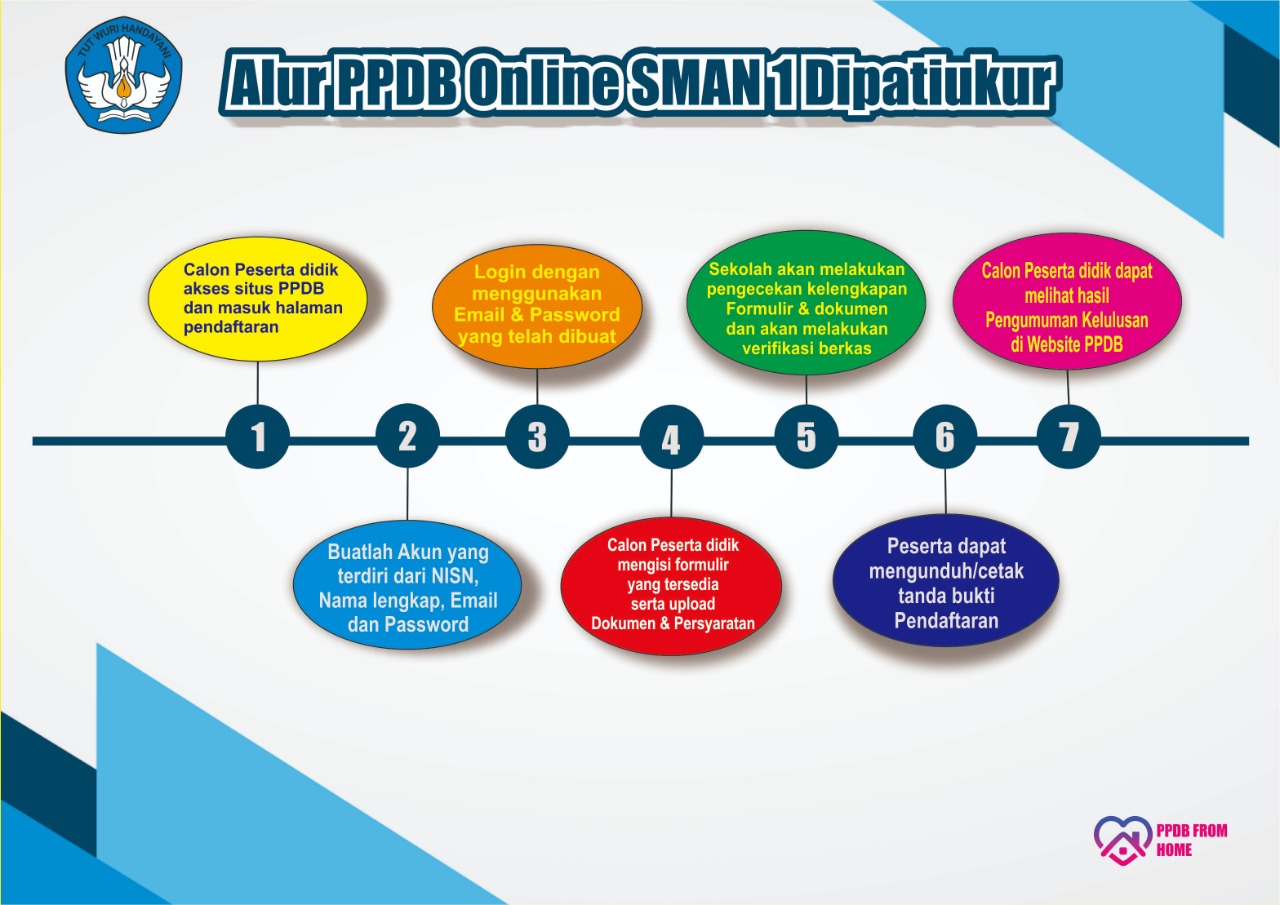 TUT WURI HANDAYANI
Alur PPDB Online SMAN 1 Dipatiukur
Calon Peserta didik
akses situs PPDB
dan masuk halaman
pendaftaran
1
Buatlah Akun yang
terdiri dari NISN,
Nama lengkap, Email
dan Password
2
Login dengan
menggunakan
Email & Password
yang telah dibuat
3
Calon Peserta didik
mengisi formulir
yang tersedia
serta upload
Dokumen & Persyaratan
4
Sekolah akan melakukan
pengecekan kelengkapan
Formulir & dokumen
dan akan melakukan
verifikasi berkas
5
Peserta dapat
mengunduh/cetak
tanda bukti
Pendaftaran
6
Calon Peserta didik dapat
melihat hasil
Pengumuman Kelulusan
di Website PPDB
7
PPDB FROM
HOME